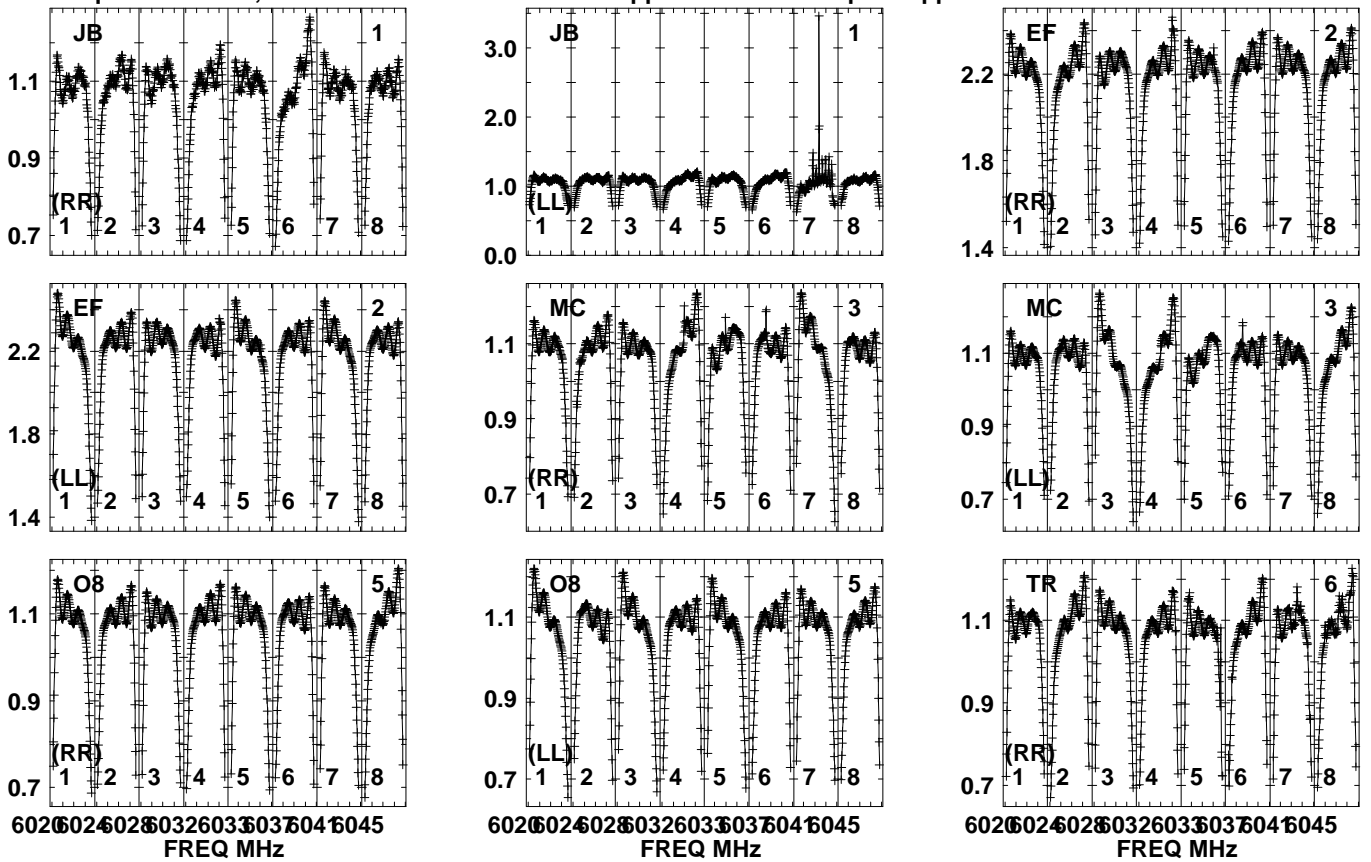 JB 1
1.1
0.9
0.7
(RR)
1 2 3 4 5 6 7 8
JB 1
3.0
2.0
1.0
0.0
(LL)
1 2 3 4 5 6 7 8
EF 2
2.2
1.8
1.4
(RR)
1 2 3 4 5 6 7 8
EF 2
2.2
1.8
1.4
(LL)
1 2 3 4 5 6 7 8
MC 3
1.1
0.9
0.7
(RR)
1 2 3 4 5 6 7 8
MC 3
1.1
0.9
0.7
(LL)
1 2 3 4 5 6 7 8
O8 5
1.1
0.9
0.7
(RR)
1 2 3 4 5 6 7 8
6020 6024 6028 6032 6033 6037 6041 6045
FREQ MHz
O8 5
1.1
0.9
0.7
(LL)
1 2 3 4 5 6 7 8
6020 6024 6028 6032 6033 6037 6041 6045
FREQ MHz
TR 6
1.1
0.9
0.7
(RR)
1 2 3 4 5 6 7 8
6020 6024 6028 6032 6033 6037 6041 6045
FREQ MHz